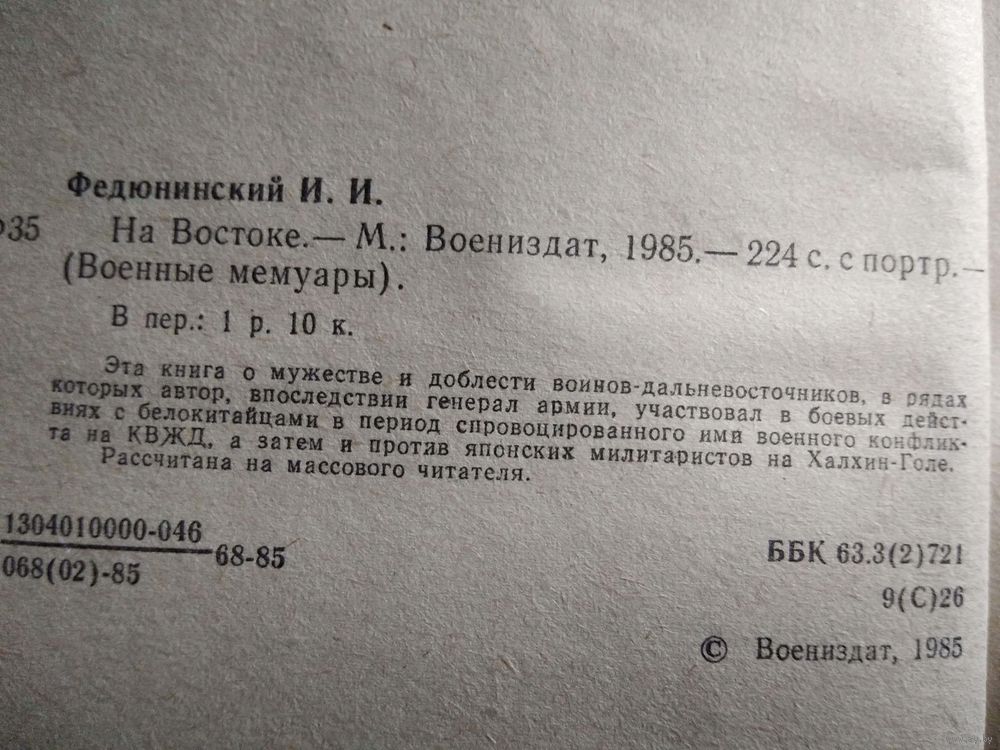 Федюнинский И. И.
Ф35 На Востоке.— М.: Воениздат, 1985.— 224 с. с портр.—
(Военные мемуары).
В пер.: 1 р. 10 к.
Эта книга о мужестве и доблести воинов-дальневосточников, в рядах
которых автор, впоследствии генерал армии, участвовал в боевых дейст-
виях с белокитайцами в период спровоцированного ими военного конфлик-
та на КВЖД, а затем и против японских милитаристов на Халхин-Голе.
Рассчитана на массового читателя.
1304010000-046
068(02)-85
68-85
ББК 63.3(2)721
9(С)26
© Воениздат, 1985